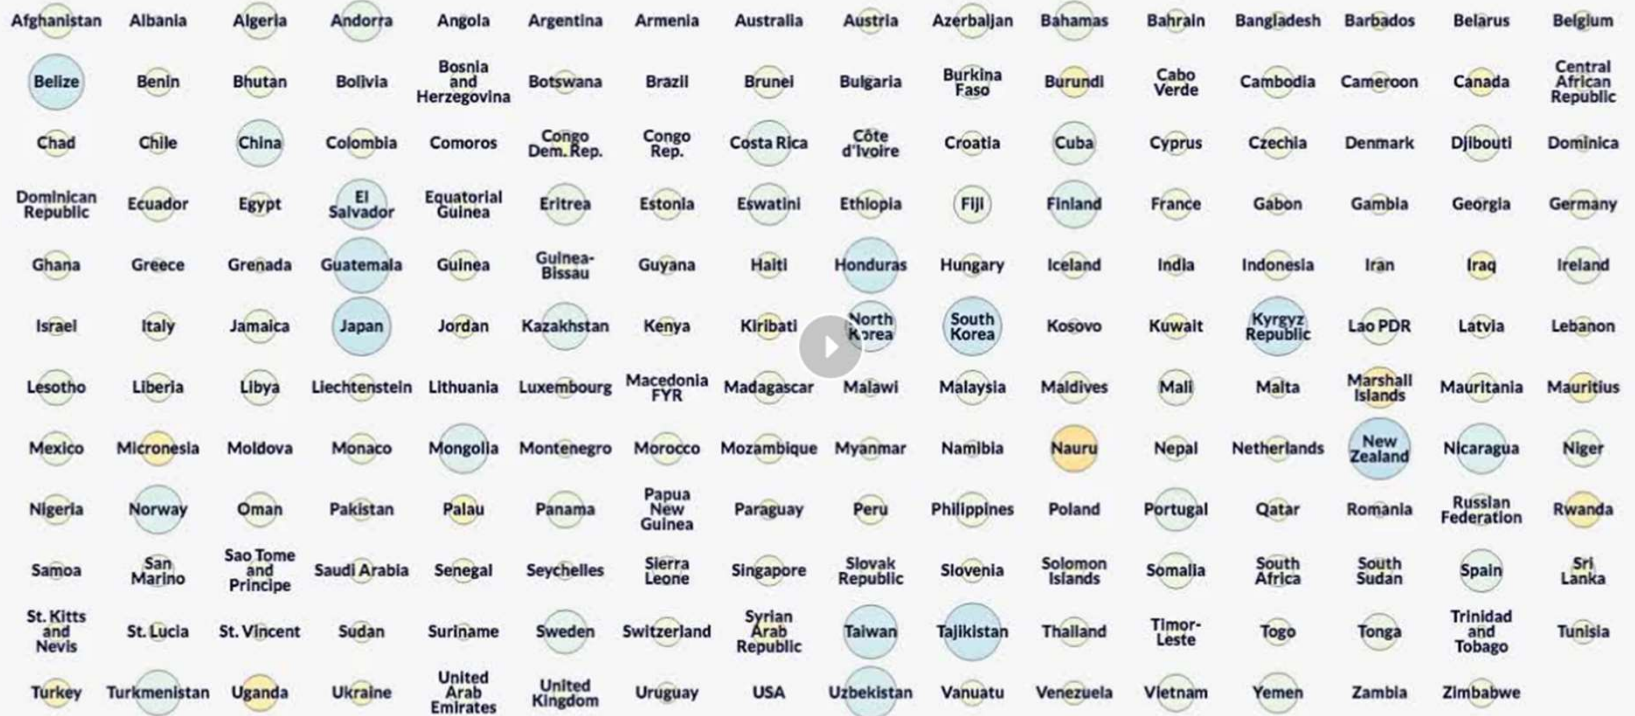 Afghanistan Albania Algeria Andorra Angola Argentina Armenia Australia Austria Azerbaijan Bahamas Bahrain Bangladesh Barbados Belarus Belgium
Belize Benin Bhutan Bolivia Bosnia and Herzegovina Botswana Brazil Brunei Bulgaria Burkina Faso Burundi Cabo Verde Cambodia Cameroon Canada Central African Republic
Chad Chile China Colombia Comoros Congo Dem. Rep. Congo Rep. Costa Rica Côte d'Ivoire Croatia Cuba Cyprus Czechia Denmark Djibouti Dominica
Dominican Republic Ecuador Egypt El Salvador Equatorial Guinea Eritrea Estonia Eswatini Ethiopia Fiji Finland France Gabon Gambia Georgia Germany
Ghana Greece Grenada Guatemala Guinea Guinea-Bissau Guyana Haiti Honduras Hungary Iceland India Indonesia Iran Iraq Ireland
Israel Italy Jamaica Japan Jordan Kazakhstan Kenya Kiribati North Korea South Korea Kosovo Kuwait Kyrgyz Republic Lao PDR Latvia Lebanon
Lesotho Liberia Libya Liechtenstein Lithuania Luxembourg Macedonia FYR Madagascar Malawi Malaysia Maldives Mali Malta Marshall Islands Mauritania Mauritius
Mexico Micronesia Moldova Monaco Mongolia Montenegro Morocco Mozambique Myanmar Namibia Nauru Nepal Netherlands New Zealand Nicaragua Niger
Nigeria Norway Oman Pakistan Palau Panama Papua New Guinea Paraguay Peru Philippines Poland Portugal Qatar Romania Russian Federation Rwanda
Samoa San Marino Sao Tome and Principe Saudi Arabia Senegal Seychelles Sierra Leone Singapore Slovak Republic Slovenia Solomon Islands Somalia South Africa South Sudan Spain Sri Lanka
St. Kitts and Nevis St. Lucia St. Vincent Sudan Suriname Sweden Switzerland Syrian Arab Republic Taiwan Tajikistan Thailand Timor-Leste Togo Tonga Trinidad and Tobago Tunisia
Turkey Turkmenistan Uganda Ukraine United Arab Emirates United Kingdom Uruguay USA Uzbekistan Vanuatu Venezuela Vietnam Yemen Zambia Zimbabwe